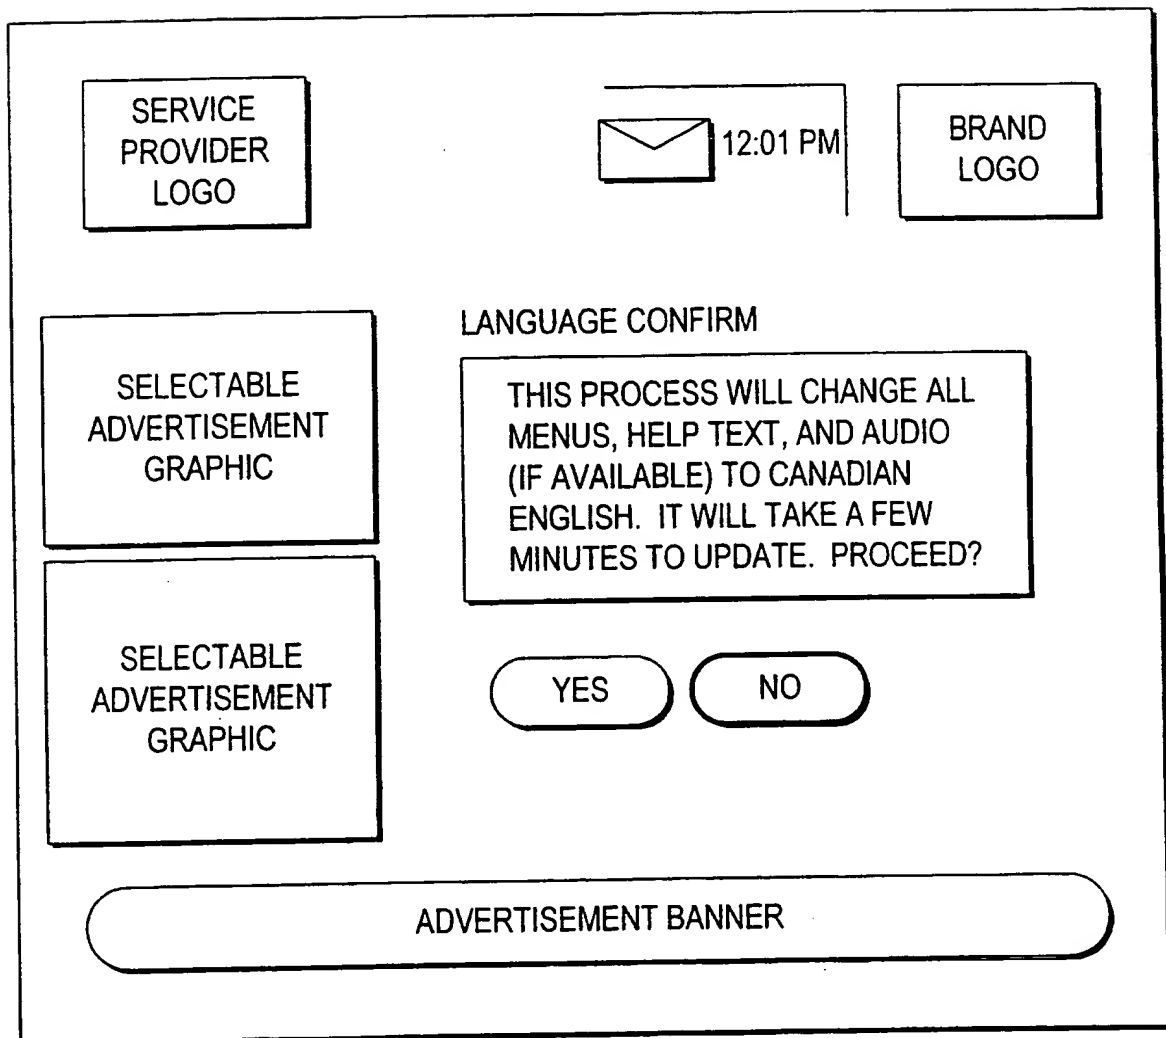 SERVICE
PROVIDER
LOGO
12:01 PM
BRAND
LOGO
SELECTABLE
ADVERTISEMENT
GRAPHIC
LANGUAGE CONFIRM
THIS PROCESS WILL CHANGE ALL
MENUS, HELP TEXT, AND AUDIO
(IF AVAILABLE) TO CANADIAN
ENGLISH. IT WILL TAKE A FEW
MINUTES TO UPDATE. PROCEED?
SELECTABLE
ADVERTISEMENT
GRAPHIC
YES
NO
ADVERTISEMENT BANNER